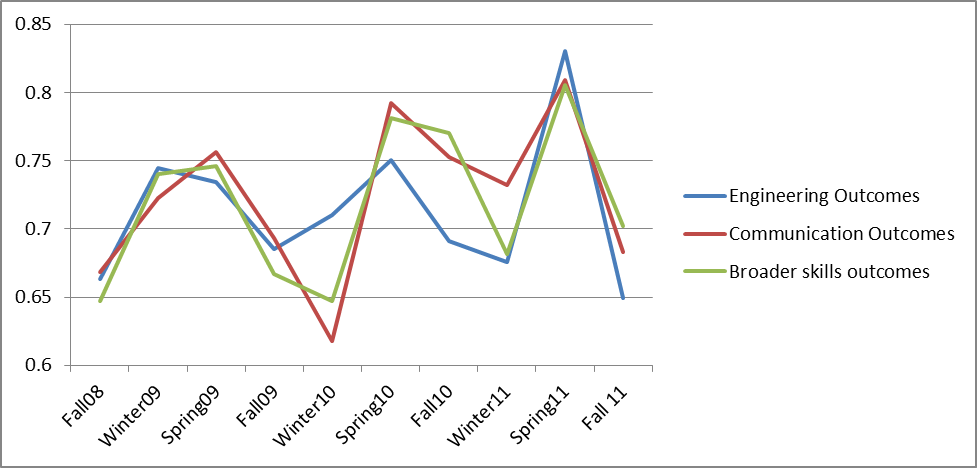 0.85
0.8
0.75
0.7
0.65
0.6
Fall08
Winter09
Spring09
Fall09
Winter10
Spring10
Fall10
Winter11
Spring11
Fall 11
Engineering Outcomes
Communication Outcomes
Broader skills outcomes